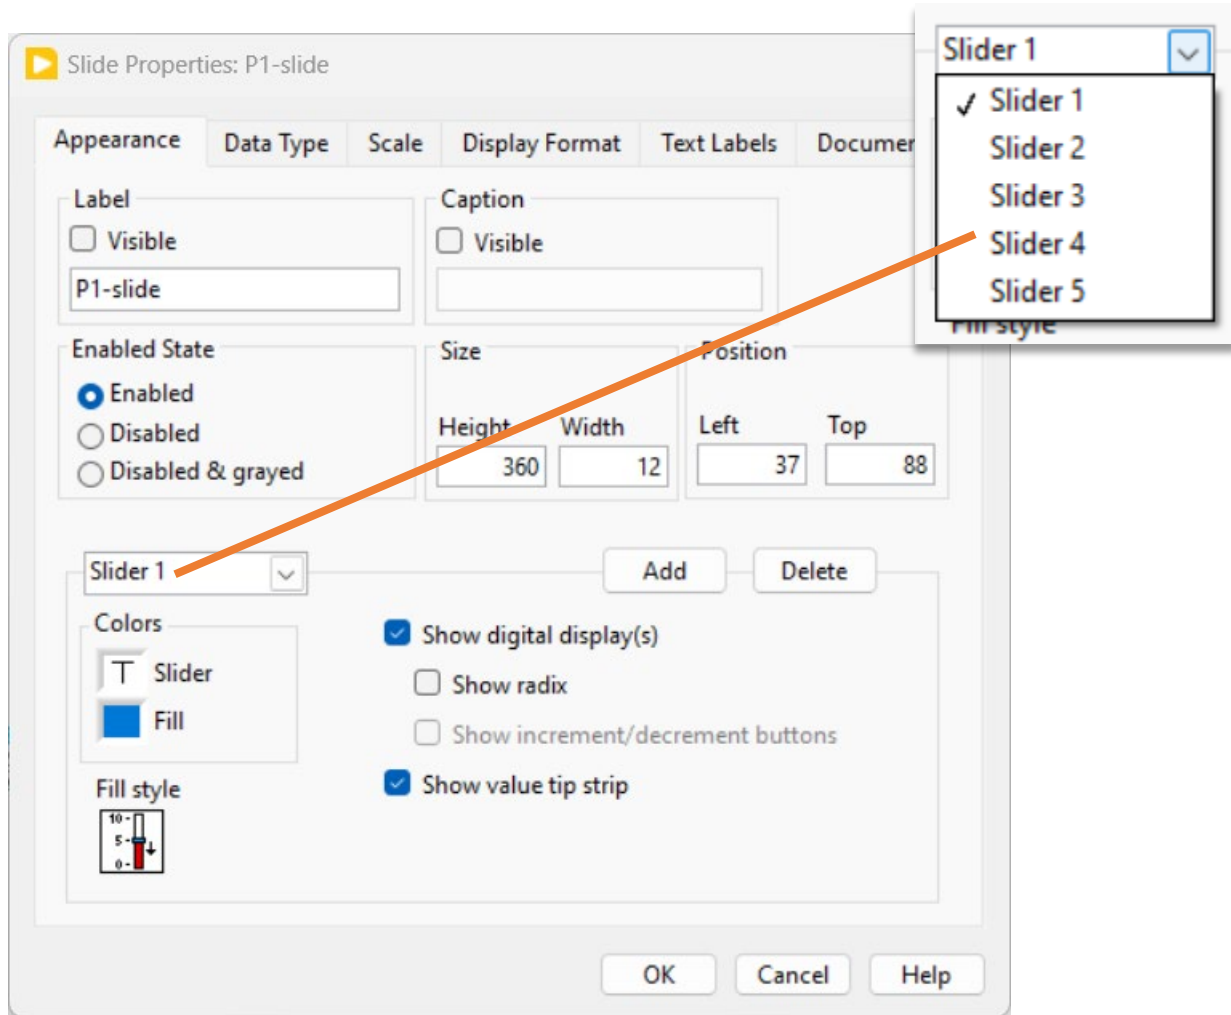 Slide Properties: P1-slide
Slider 1
Slider 1
Slider 2
Slider 3
Slider 4
Slider 5
Fill style
Appearance
Data Type
Scale
Display Format
Text Labels
Documen
Label
Visible
P1-slide
Caption
Visible
Enabled State
Enabled
Disabled
Disabled & grayed
Size
Height
Width
360
12
Position
Left
Top
37
88
Slider 1
Add
Delete
Colors
T
Slider
Fill
Fill style
10-
5-
0-
Show digital display(s)
Show radix
Show increment/decrement buttons
Show value tip strip
OK
Cancel
Help